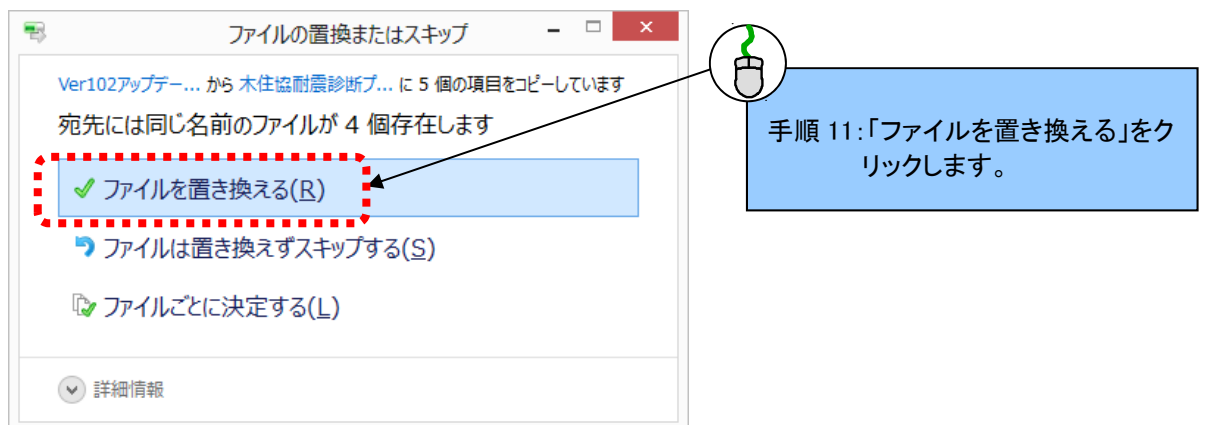 ファイルの置換またはスキップ
Ver102アップデー... から 木住協耐震診断プ... に 5 個の項目をコピーしています
宛先には同じ名前のファイルが 4 個存在します
ファイルを置き換える(R)
ファイルは置き換えずスキップする(S)
ファイルごとに決定する(L)
詳細情報
手順 11:「ファイルを置き換える」をク
リックします。